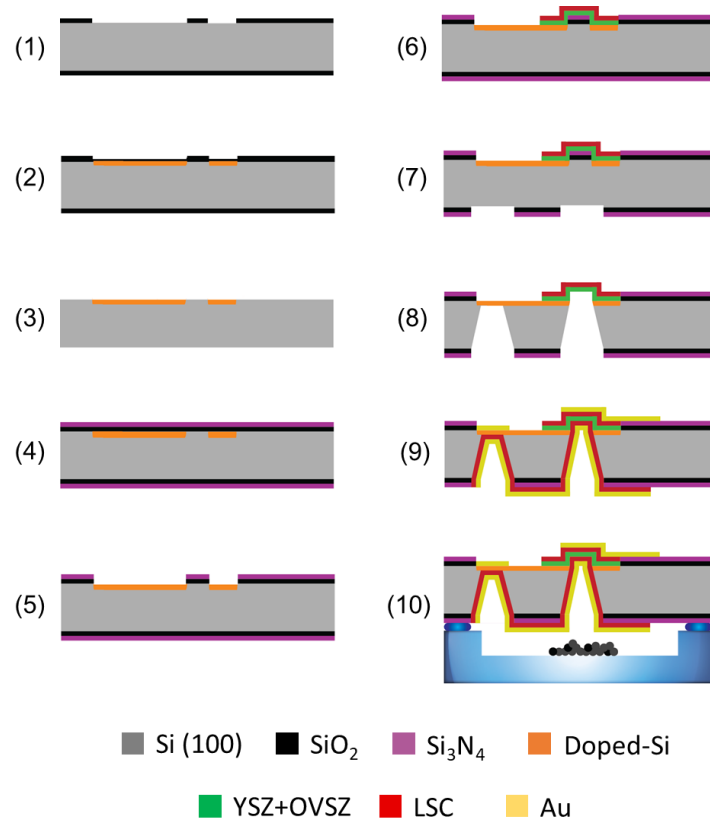 (1)
(2)
(3)
(4)
(5)
(6)
(7)
(8)
(9)
(10)
Si (100)
SiO₂
Si₃N₄
Doped-Si
YSZ+OVSZ
LSC
Au